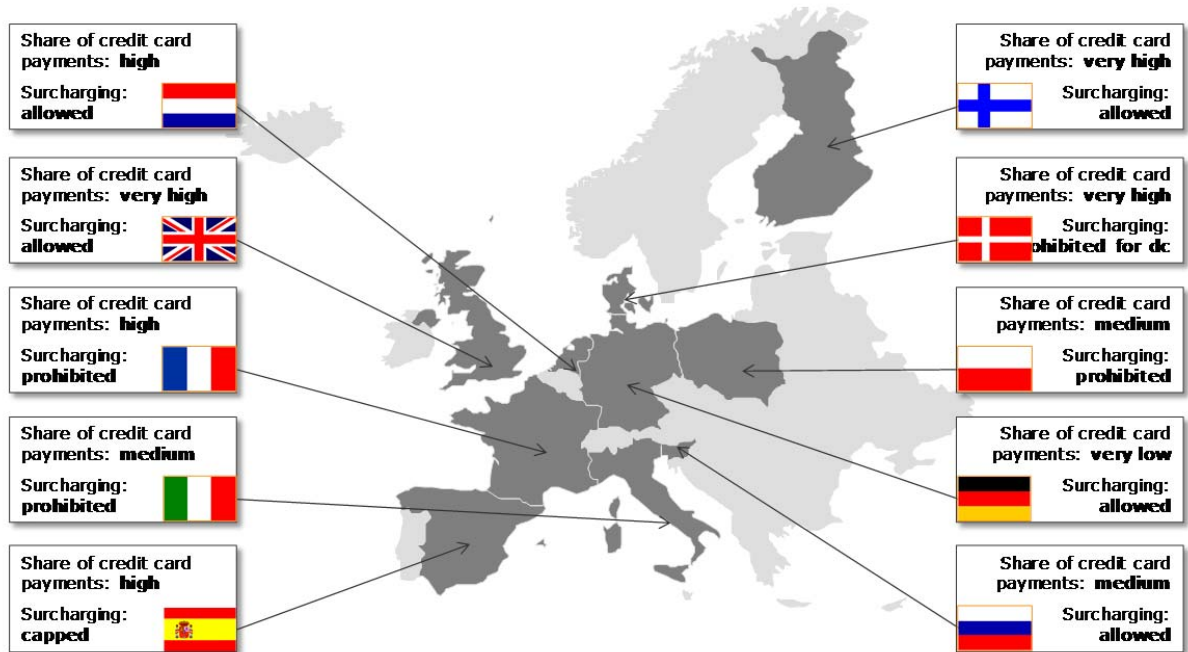 Share of credit card
payments: high
Surcharging:
allowed
Share of credit card
payments: very high
Surcharging:
allowed
Share of credit card
payments: high
Surcharging:
prohibited
Share of credit card
payments: medium
Surcharging:
prohibited
Share of credit card
payments: high
Surcharging:
capped
Share of credit card
payments: very high
Surcharging:
allowed
Share of credit card
payments: very high
Surcharging:
for dc
Share of credit card
payments: medium
Surcharging:
prohibited
Share of credit card
payments: very low
Surcharging:
allowed
Share of credit card
payments: medium
Surcharging:
allowed